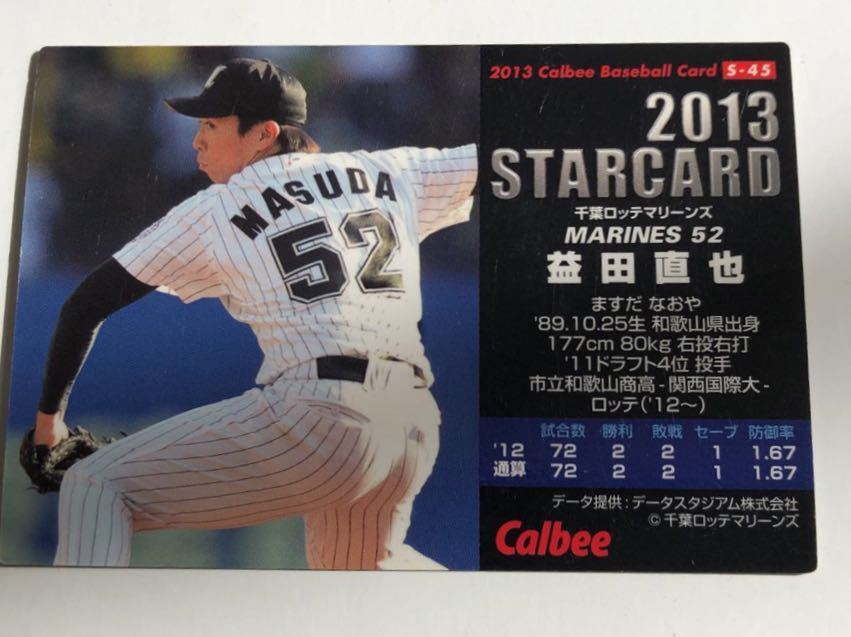 MASUDA
52
2013 Calbee Baseball Card S-45
2013
STARCARD
千葉ロッテマリーンズ
MARINES 52
益田直也
ますだ なおや
'89.10.25生 和歌山県出身
177cm 80kg 右投右打
'11ドラフト4位 投手
市立和歌山商高-関西国際大-
ロッテ('12〜)
試合数 勝利 敗戦 セーブ 防御率
'12 72 2 2 1 1.67
通算 72 2 2 1 1.67
データ提供:データスタジアム株式会社
©千葉ロッテマリーンズ
Calbee